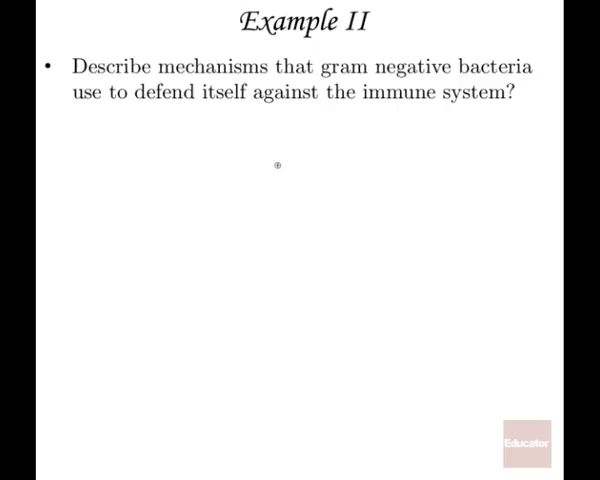 Example II
• Describe mechanisms that gram negative bacteria
use to defend itself against the immune system?
Educator